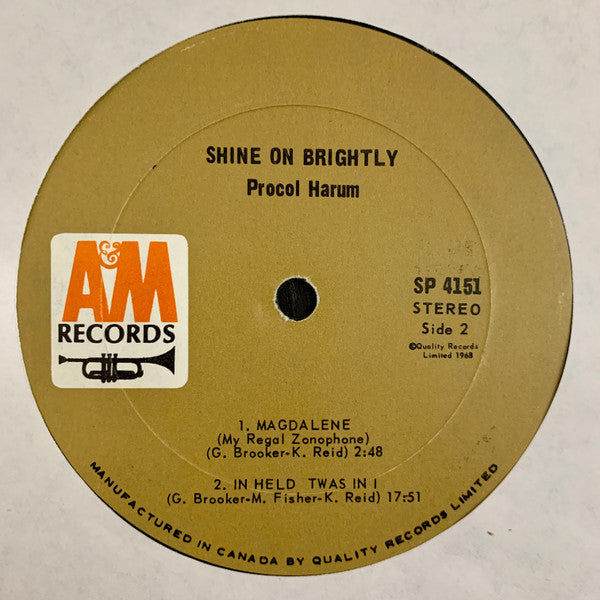 SHINE ON BRIGHTLY
Procol Harum
A&M
RECORDS
SP 4151
STEREO
Side 2
©Quality Records
Limited 1968
1. MAGDALENE
(My Regal Zonophone)
(G. Brooker-K. Reid) 2:48
2. IN HELD TWAS IN I
(G. Brooker-M. Fisher-K. Reid) 17:51
MANUFACTURED IN CANADA BY QUALITY RECORDS LIMITED